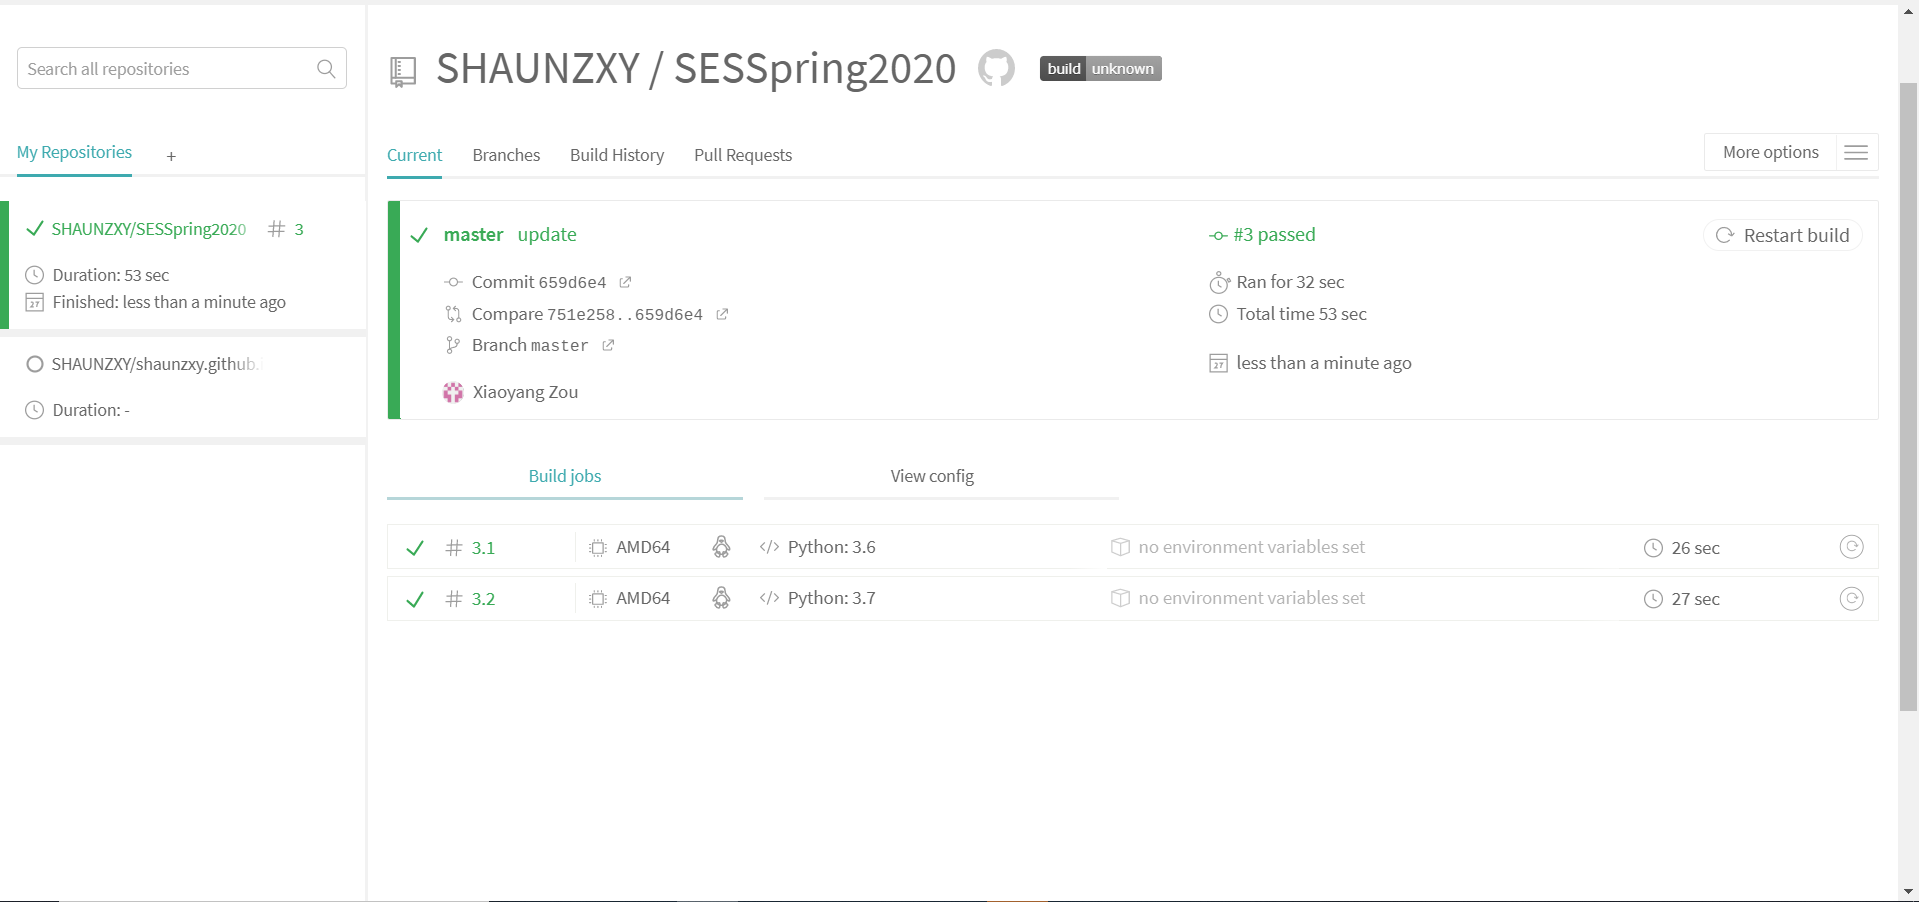 Search all repositories
My Repositories +
SHAUNZXY/SESSpring2020 # 3
Duration: 53 sec
27 Finished: less than a minute ago
SHAUNZXY/shaunzxy.github.
Duration: -
SHAUNZXY / SESSpring2020 build unknown
Current Branches Build History Pull Requests More options
master update #3 passed Restart build
Commit 659d6e4 Ran for 32 sec
Compare 751e258..659d6e4 Total time 53 sec
Branch master
27 less than a minute ago
Xiaoyang Zou
Build jobs View config
# 3.1 AMD64 </> Python: 3.6 no environment variables set 26 sec
# 3.2 AMD64 </> Python: 3.7 no environment variables set 27 sec